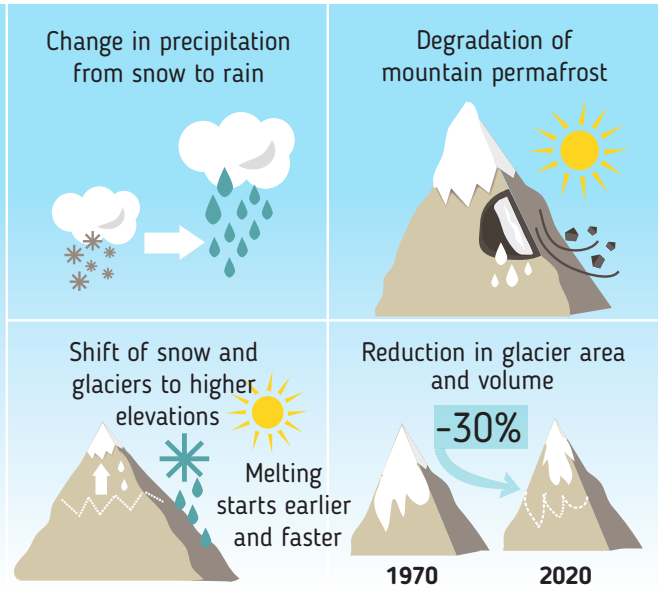 Change in precipitation
from snow to rain
Degradation of
mountain permafrost
Shift of snow and
glaciers to higher
elevations
Melting
starts earlier
and faster
Reduction in glacier area
and volume
-30%
1970
2020